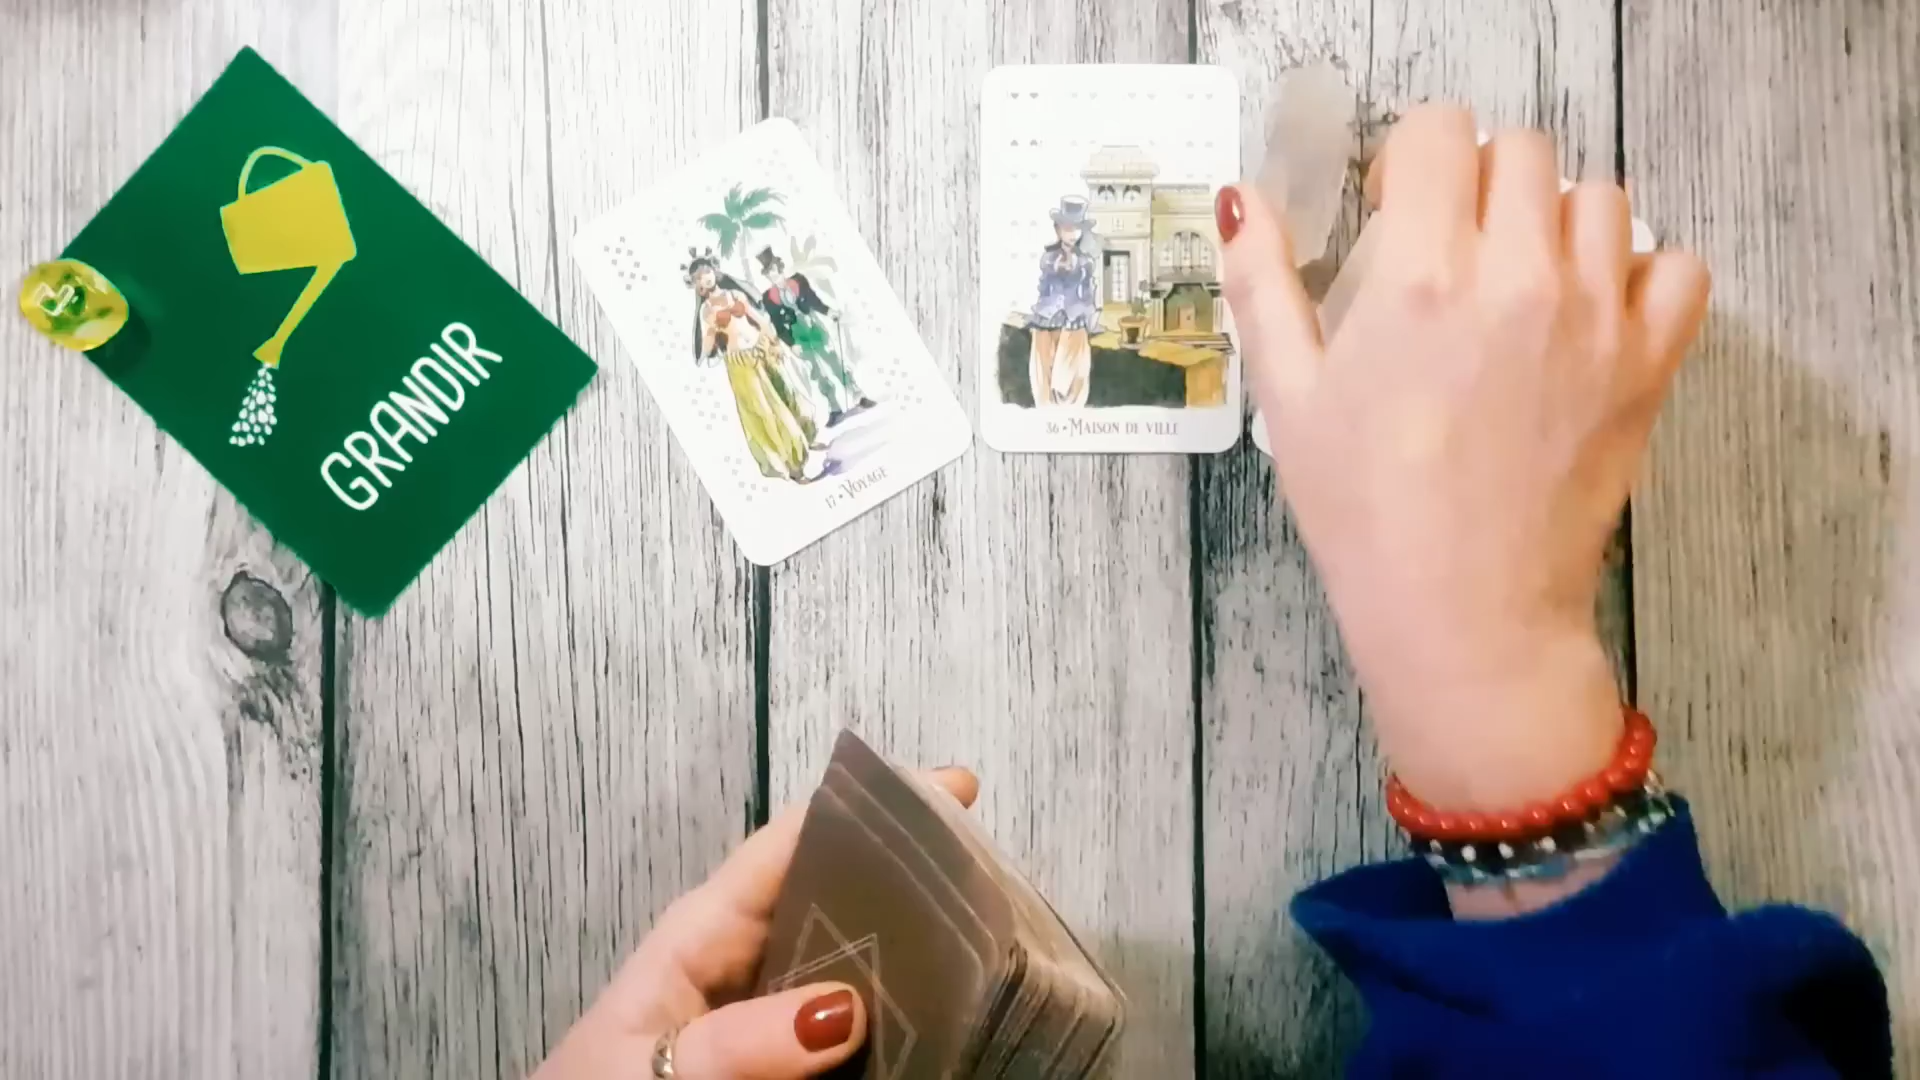 GRANDIR
17 • VOYAGE
36 • MAISON DE VILLE